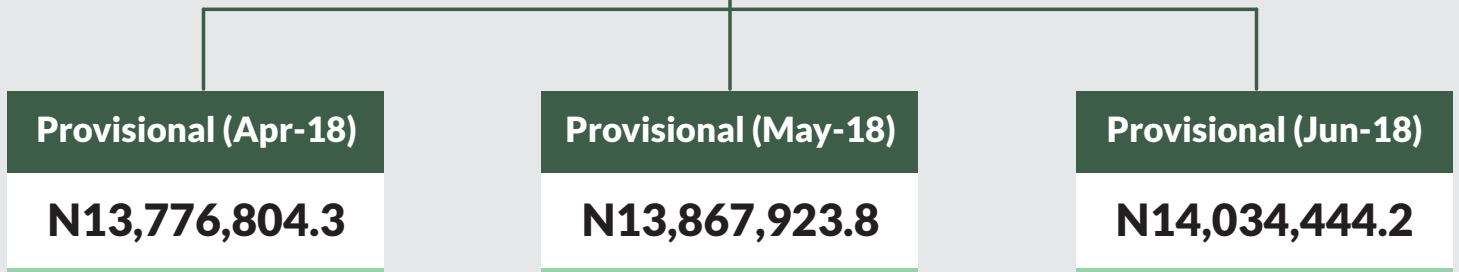 Provisional (Apr-18)
N13,776,804.3
Provisional (May-18)
N13,867,923.8
Provisional (Jun-18)
N14,034,444.2